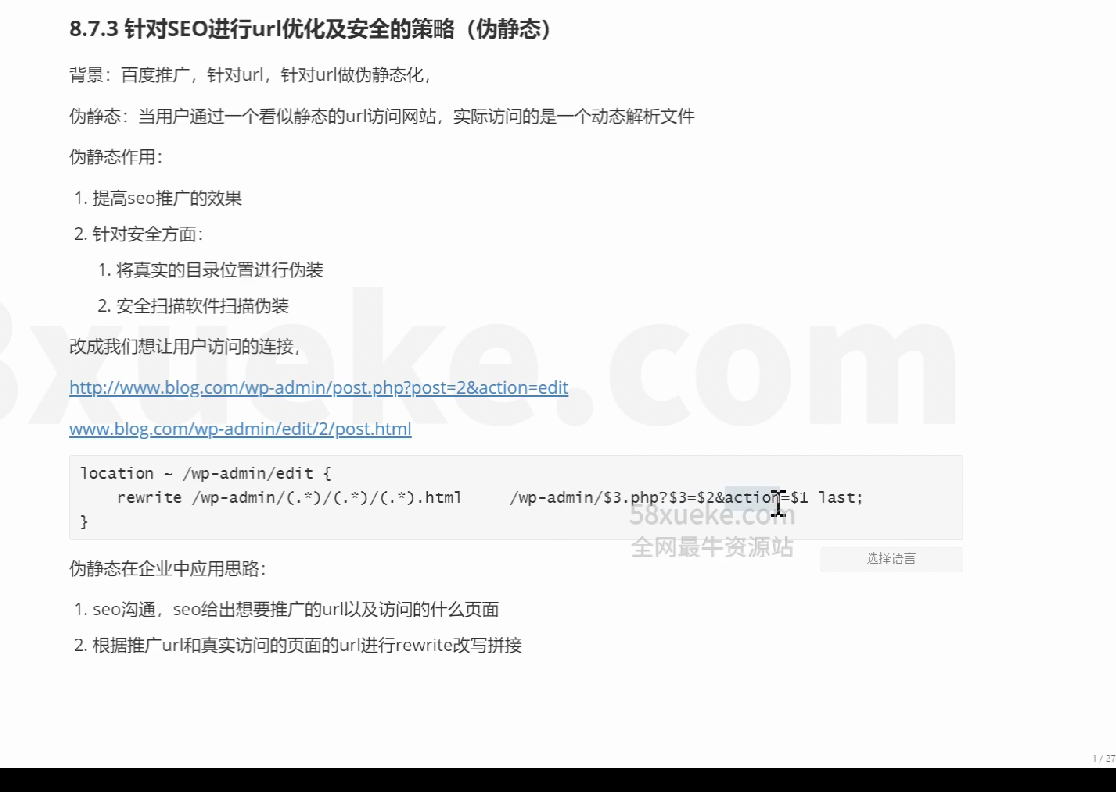 8.7.3 针对SEO进行url优化及安全的策略（伪静态）
背景：百度推广，针对url，针对url做伪静态化，
伪静态：当用户通过一个看似静态的url访问网站，实际访问的是一个动态解析文件
伪静态作用：
1. 提高seo推广的效果
2. 针对安全方面：
1. 将真实的目录位置进行伪装
2. 安全扫描软件扫描伪装
改成我们想让用户访问的连接，
http://www.blog.com/wp-admin/post.php?post=2&action=edit
www.blog.com/wp-admin/edit/2/post.html
location ~ /wp-admin/edit {
rewrite /wp-admin/(.*)/(.*)/(.*).html /wp-admin/$3.php?$3=$2&action=$1 last;
}
58xueke.com
全网最牛资源站
选择语言
伪静态在企业中应用思路：
1. seo沟通，seo给出想要推广的url以及访问的什么页面
2. 根据推广url和真实访问的页面的url进行rewrite改写拼接
8xueke.com
1 / 27